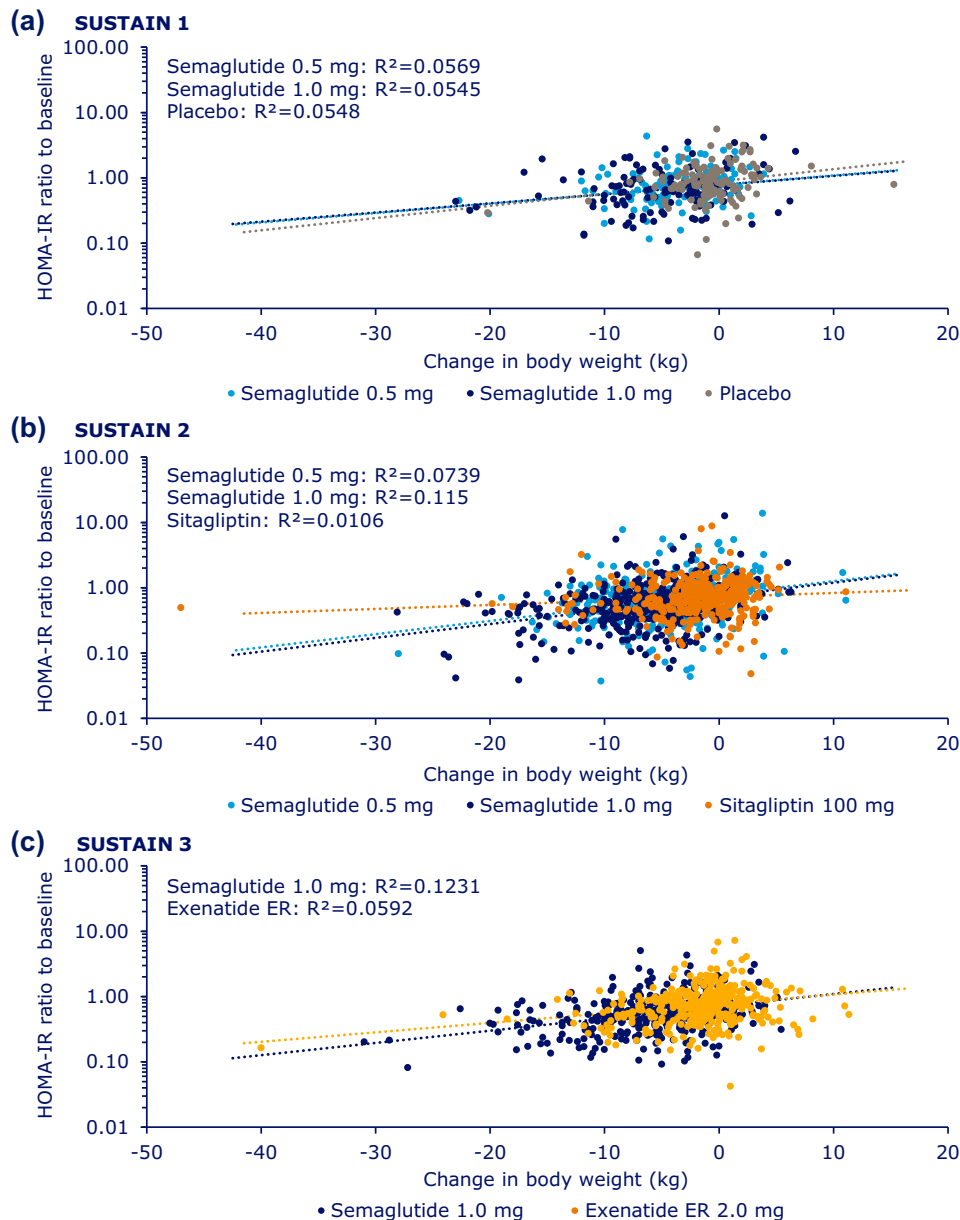 (a) SUSTAIN 1
HOMA-IR ratio to baseline
100.00
10.00
1.00
0.10
0.01
Semaglutide 0.5 mg: R²=0.0569
Semaglutide 1.0 mg: R²=0.0545
Placebo: R²=0.0548
-50 -40 -30 -20 -10 0 10 20
Change in body weight (kg)
Semaglutide 0.5 mg Semaglutide 1.0 mg Placebo
(b) SUSTAIN 2
HOMA-IR ratio to baseline
100.00
10.00
1.00
0.10
0.01
Semaglutide 0.5 mg: R²=0.0739
Semaglutide 1.0 mg: R²=0.115
Sitagliptin: R²=0.0106
-50 -40 -30 -20 -10 0 10 20
Change in body weight (kg)
Semaglutide 0.5 mg Semaglutide 1.0 mg Sitagliptin 100 mg
(c) SUSTAIN 3
HOMA-IR ratio to baseline
100.00
10.00
1.00
0.10
0.01
Semaglutide 1.0 mg: R²=0.1231
Exenatide ER: R²=0.0592
-50 -40 -30 -20 -10 0 10 20
Change in body weight (kg)
Semaglutide 1.0 mg Exenatide ER 2.0 mg